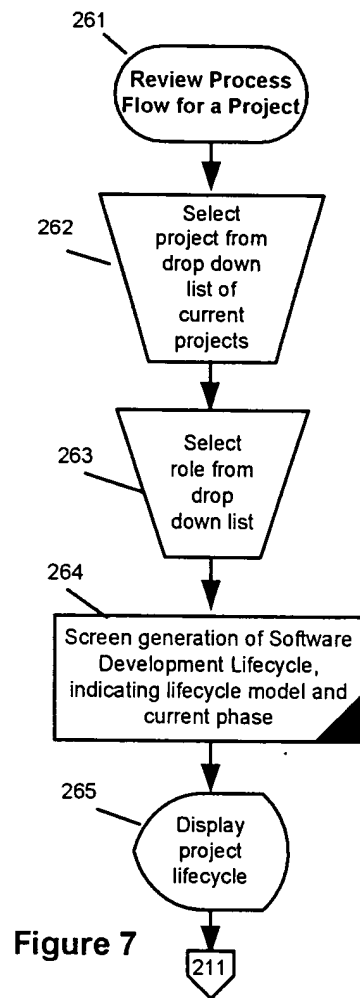 261
Review Process
Flow for a Project
262
Select
project from
drop down
list of
current
projects
263
Select
role from
drop
down list
264
Screen generation of Software
Development Lifecycle,
indicating lifecycle model and
current phase
265
Display
project
lifecycle
Figure 7
211